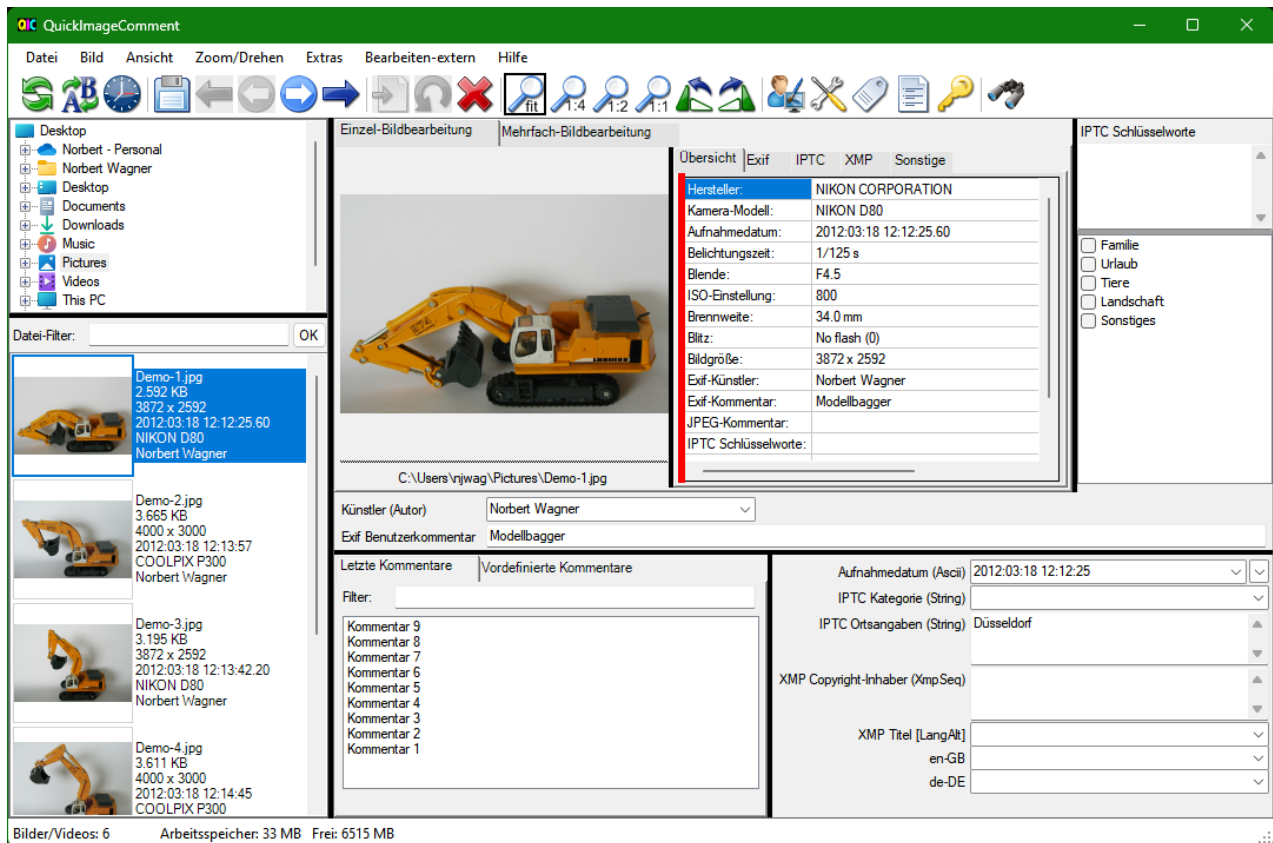 QuickImageComment
Datei Bild Ansicht Zoom/Drehen Extras Bearbeiten-extern Hilfe
fit 1:4 1:2 1:1
Desktop
Norbert - Personal
Norbert Wagner
Desktop
Documents
Downloads
Music
Pictures
Videos
This PC
Datei-Filter: OK
Demo-1.jpg
2.592 KB
3872 x 2592
2012:03:18 12:12:25.60
NIKON D80
Norbert Wagner
Demo-2.jpg
3.665 KB
4000 x 3000
2012:03:18 12:13:57
COOLPIX P300
Norbert Wagner
Demo-3.jpg
3.195 KB
3872 x 2592
2012:03:18 12:13:42.20
NIKON D80
Norbert Wagner
Demo-4.jpg
3.611 KB
4000 x 3000
2012:03:18 12:14:45
COOLPIX P300
Einzel-Bildbearbeitung Mehrfach-Bildbearbeitung
C:\Users\njwag\Pictures\Demo-1.jpg
Übersicht Exif IPTC XMP Sonstige
Hersteller: NIKON CORPORATION
Kamera-Modell: NIKON D80
Aufnahmedatum: 2012:03:18 12:12:25.60
Belichtungszeit: 1/125 s
Blende: F4.5
ISO-Einstellung: 800
Brennweite: 34.0 mm
Blitz: No flash (0)
Bildgröße: 3872 x 2592
Exif-Künstler: Norbert Wagner
Exif-Kommentar: Modellbagger
JPEG-Kommentar:
IPTC Schlüsselworte:
IPTC Schlüsselworte
Familie
Urlaub
Tiere
Landschaft
Sonstiges
Künstler (Autor) Norbert Wagner
Exif Benutzerkommentar Modellbagger
Letzte Kommentare Vordefinierte Kommentare
Filter:
Kommentar 9
Kommentar 8
Kommentar 7
Kommentar 6
Kommentar 5
Kommentar 4
Kommentar 3
Kommentar 2
Kommentar 1
Aufnahmedatum (Ascii) 2012:03:18 12:12:25
IPTC Kategorie (String)
IPTC Ortsangaben (String) Düsseldorf
XMP Copyright-Inhaber (XmpSeq)
XMP Titel [LangAlt]
en-GB
de-DE
Bilder/Videos: 6 Arbeitsspeicher: 33 MB Frei: 6515 MB